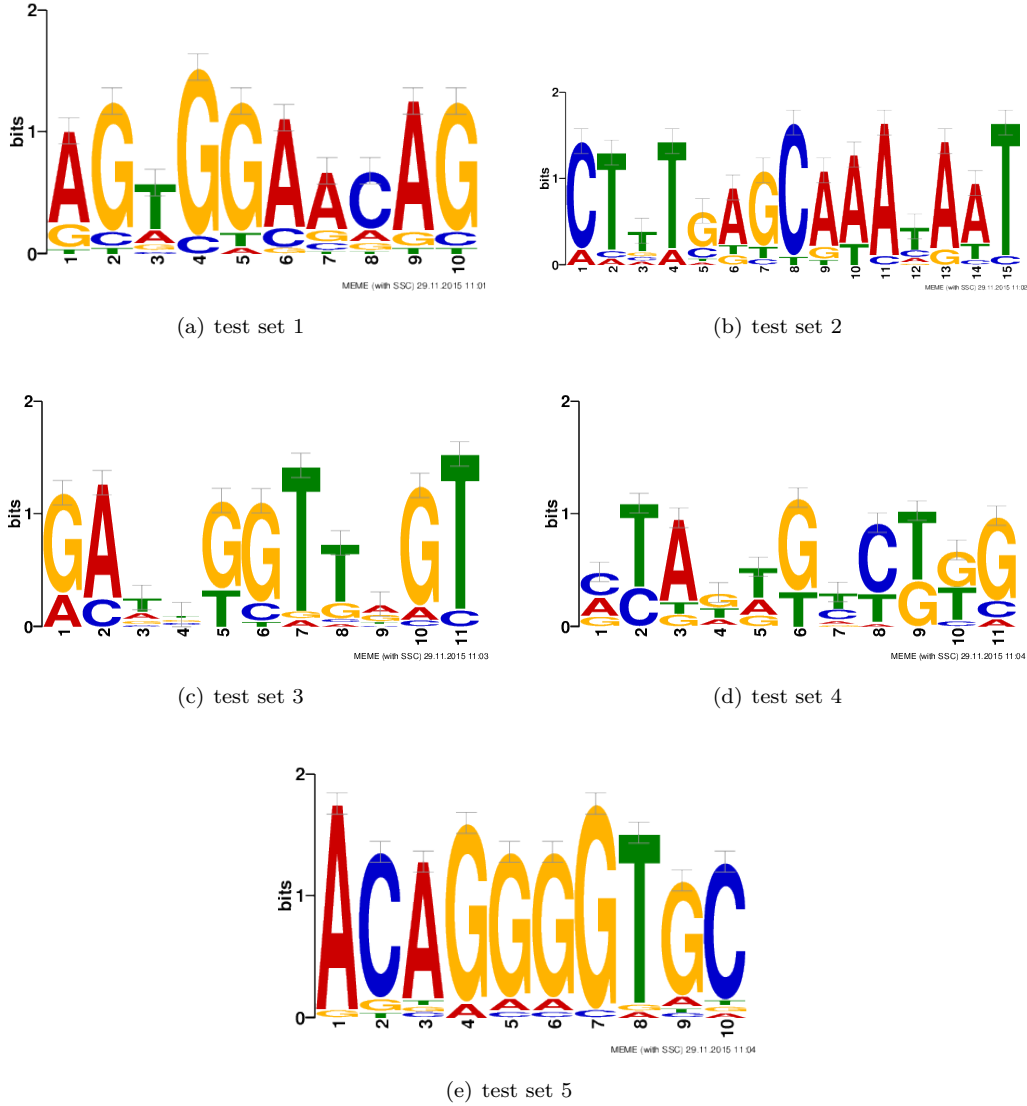 2
bits
1
0
A G T G G A A C A G
1 2 3 4 5 6 7 8 9 10
MEME (with SSC) 29.11.2015 11:01
(a) test set 1
2
bits
1
0
C T T T G A G C A A A T A A T
1 2 3 4 5 6 7 8 9 10 11 12 13 14 15
MEME (with SSC) 29.11.2015 11:02
(b) test set 2
2
bits
1
0
G A T T G G T T A G T
1 2 3 4 5 6 7 8 9 10 11
MEME (with SSC) 29.11.2015 11:03
(c) test set 3
2
bits
1
0
C T A G T G T C T G G
1 2 3 4 5 6 7 8 9 10 11
MEME (with SSC) 29.11.2015 11:04
(d) test set 4
2
bits
1
0
A C A G G G G T G C
1 2 3 4 5 6 7 8 9 10
MEME (with SSC) 29.11.2015 11:04
(e) test set 5